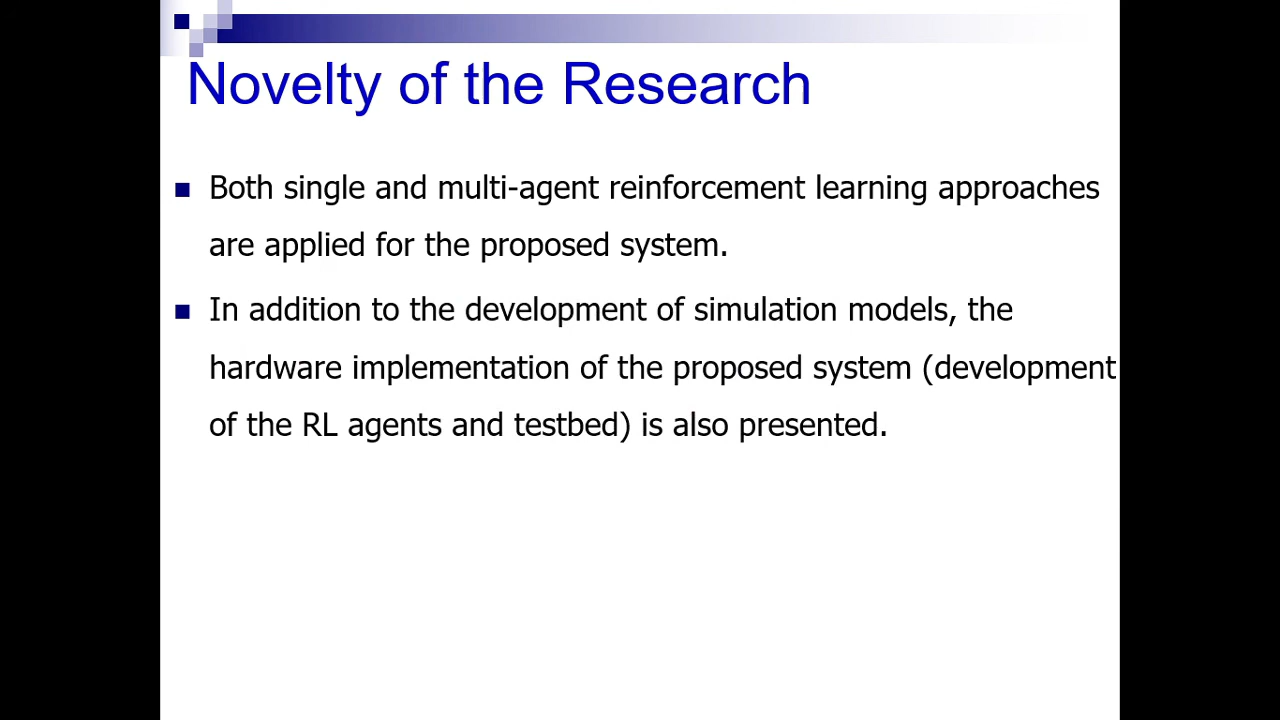 Novelty of the Research
Both single and multi-agent reinforcement learning approaches
are applied for the proposed system.
In addition to the development of simulation models, the
hardware implementation of the proposed system (development
of the RL agents and testbed) is also presented.